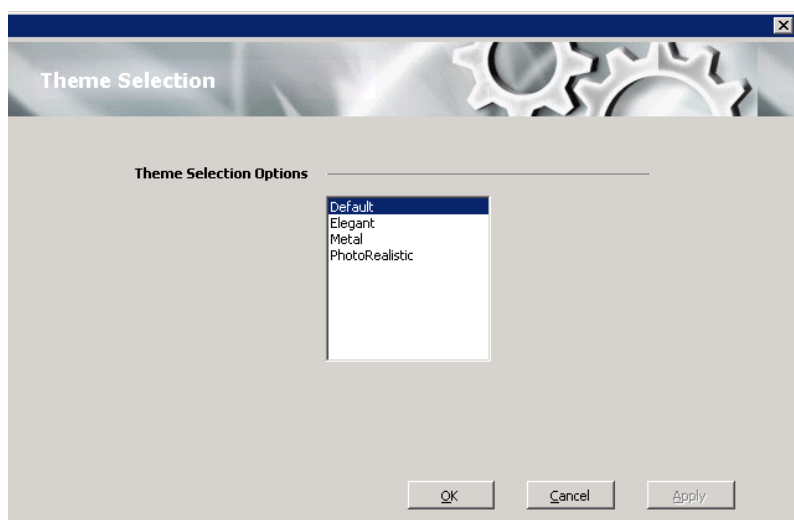 Theme Selection
Theme Selection Options
Default
Elegant
Metal
PhotoRealistic
OK Cancel Apply